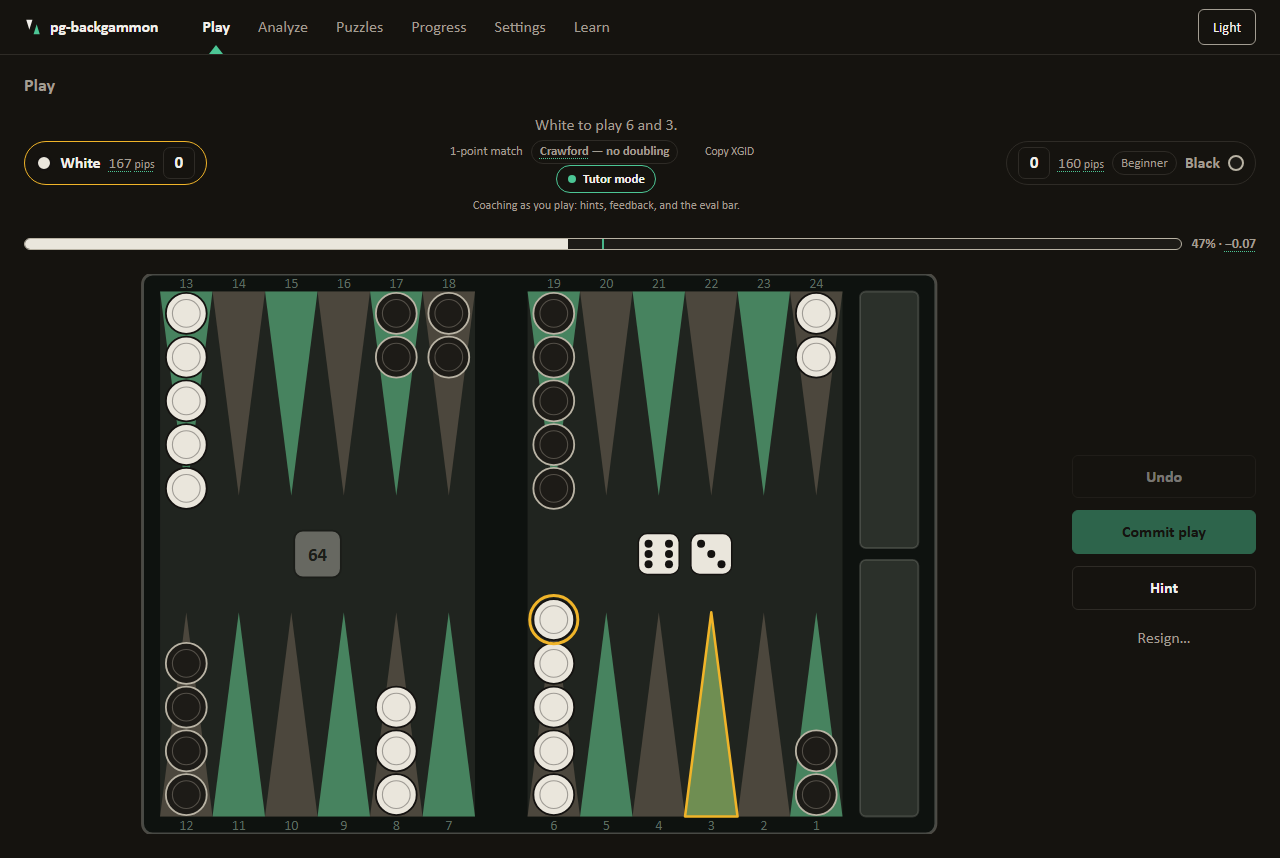 pg-backgammon Play Analyze Puzzles Progress Settings Learn Light
Play
White to play 6 and 3.
White 167 pips 0
1-point match Crawford — no doubling Copy XGID
0 160 pips Beginner Black
Tutor mode
Coaching as you play: hints, feedback, and the eval bar.
47% · −0.07
13 14 15 16 17 18 19 20 21 22 23 24
64
12 11 10 9 8 7 6 5 4 3 2 1
Undo
Commit play
Hint
Resign...